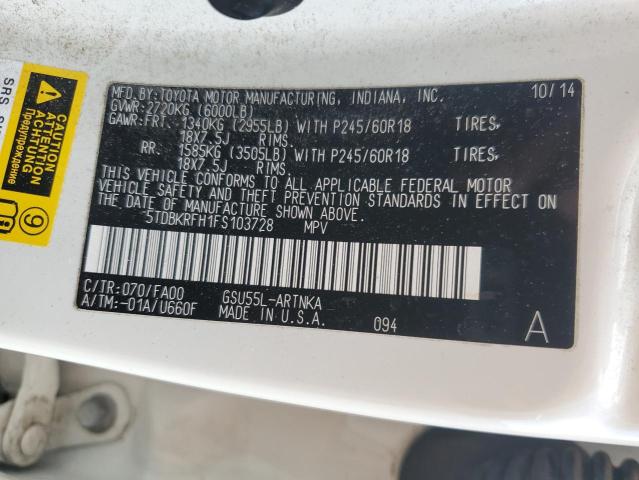 MFD.BY:TOYOTA MOTOR MANUFACTURING, INDIANA, INC. 10/14
GVWR:2720KG (6000LB)
GAWR:FRT. 1340KG (2955LB) WITH P245/60R18 TIRES,
18X7.5J RIMS.
RR. 1585KG (3505LB) WITH P245/60R18 TIRES,
18X7.5J RIMS.
THIS VEHICLE CONFORMS TO ALL APPLICABLE FEDERAL MOTOR
VEHICLE SAFETY AND THEFT PREVENTION STANDARDS IN EFFECT ON
THE DATE OF MANUFACTURE SHOWN ABOVE.
5TDBKRFH1FS103728 MPV
C/TR:070/FA00 GSU55L-ARTNKA
A/TM:-01A/U660F MADE IN U.S.A. 094 A
SRS
CAUTION
ATTENTION
ACHTUNG
Предупреждение
9